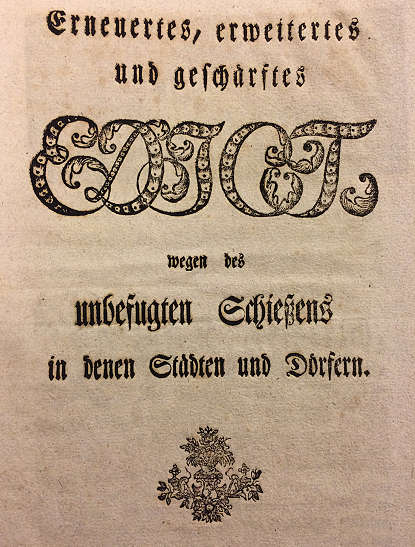 Erneuertes, erweitertes
und geschärftes
EDICT.
wegen des
unbefugten Schießens
in denen Städten und Dörfern.